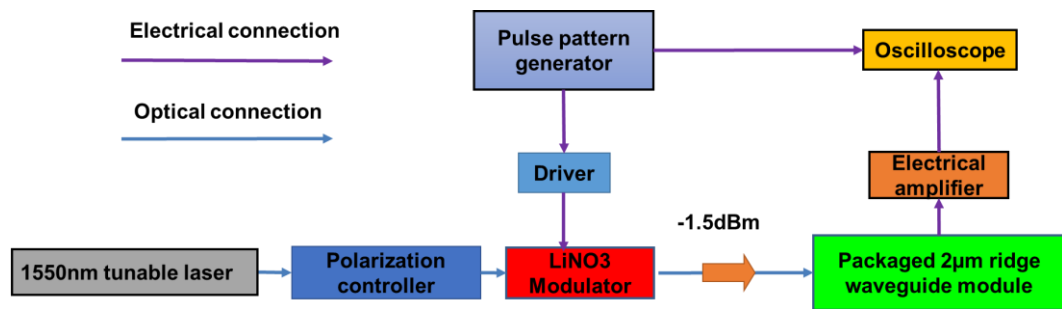 Electrical connection
Optical connection
Pulse pattern
generator
Oscilloscope
Driver
Electrical
amplifier
-1.5dBm
1550nm tunable laser
Polarization
controller
LiNO3
Modulator
Packaged 2µm ridge
waveguide module